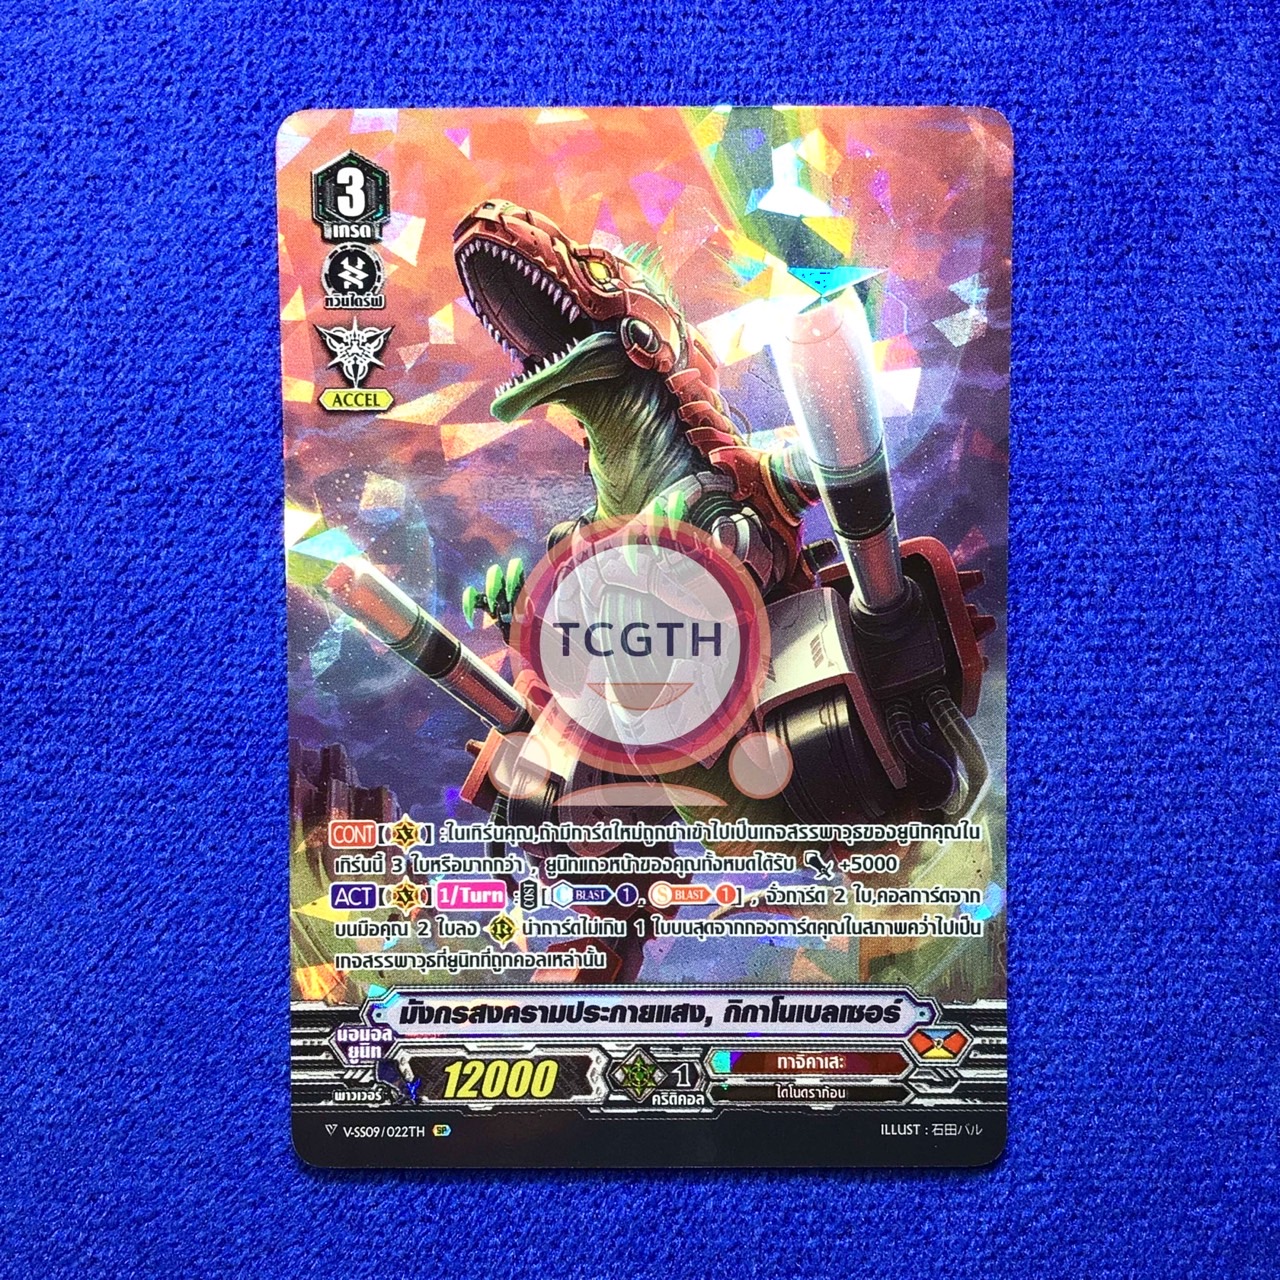 3
เกรด
ทวินไดร์ฟ
ACCEL
TCGTH
CONT[( V )] :ในเทิร์นคุณ,ถ้ามีการ์ดใหม่ถูกนำเข้าไปเป็นเกจสรรพาวุธของยูนิทคุณใน
เทิร์นนี้ 3 ใบหรือมากกว่า , ยูนิทแถวหน้าของคุณทั้งหมดได้รับ +5000
ACT[( V )] 1/Turn : COST [C BLAST 1, S BLAST 1] , จั่วการ์ด 2 ใบ,คอลการ์ดจาก
บนมือคุณ 2 ใบลง R นำการ์ดไม่เกิน 1 ใบบนสุดจากกองการ์ดคุณในสภาพคว่ำไปเป็น
เกจสรรพาวุธที่ยูนิทที่ถูกคอลเหล่านั้น
มังกรสงครามประกายแสง, กิกาโนเบลเซอร์
นอมอล
ยูนิท
พาวเวอร์
12000
1
คริติคอล
ทาจิคาเสะ
ไดโนดราก้อน
V-SS09/022TH SP
ILLUST : 石田バル